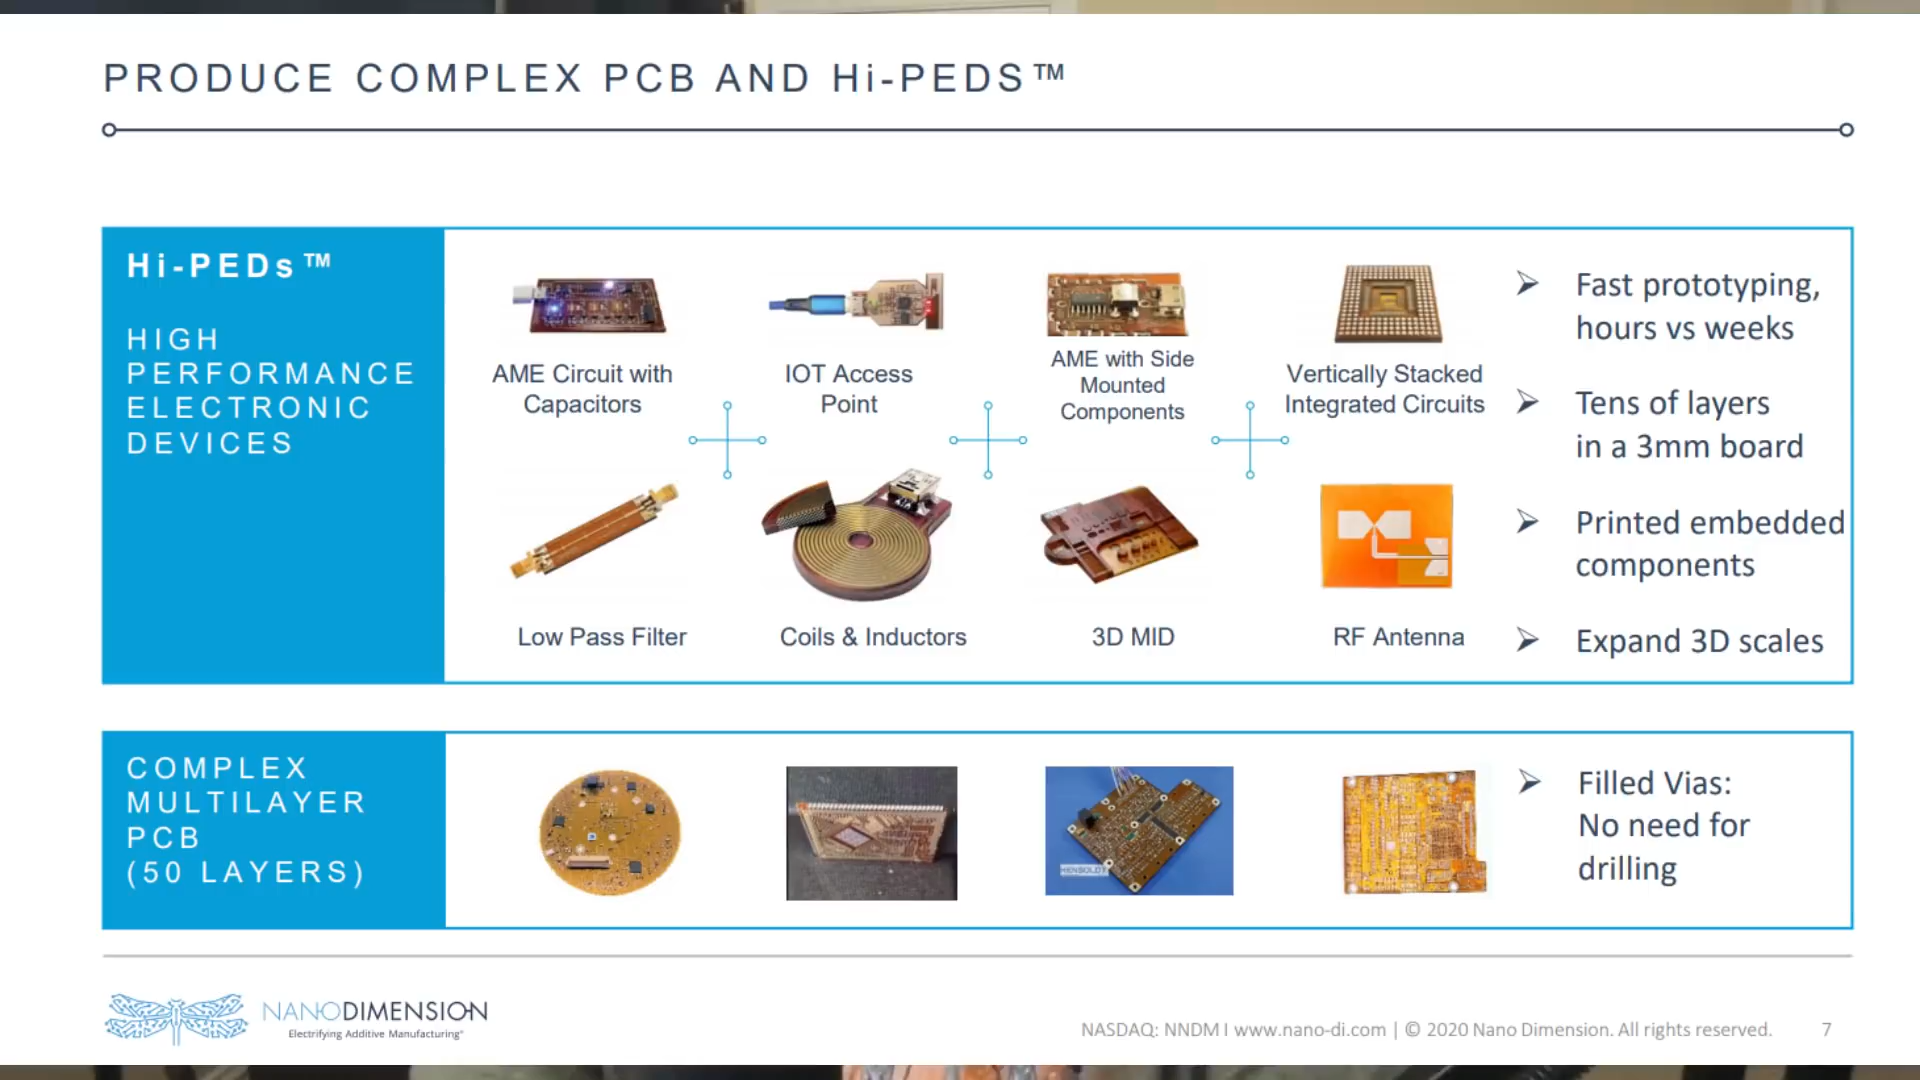 PRODUCE COMPLEX PCB AND Hi-PEDS™
Hi-PEDs™
HIGH
PERFORMANCE
ELECTRONIC
DEVICES
AME Circuit with
Capacitors
IOT Access
Point
AME with Side
Mounted
Components
Vertically Stacked
Integrated Circuits
Low Pass Filter
Coils & Inductors
3D MID
RF Antenna
➢ Fast prototyping,
hours vs weeks
➢ Tens of layers
in a 3mm board
➢ Printed embedded
components
➢ Expand 3D scales
COMPLEX
MULTILAYER
PCB
(50 LAYERS)
HENSOLDT
➢ Filled Vias:
No need for
drilling
NANODIMENSION
Electrifying Additive Manufacturing®
NASDAQ: NNDM I www.nano-di.com | © 2020 Nano Dimension. All rights reserved. 7